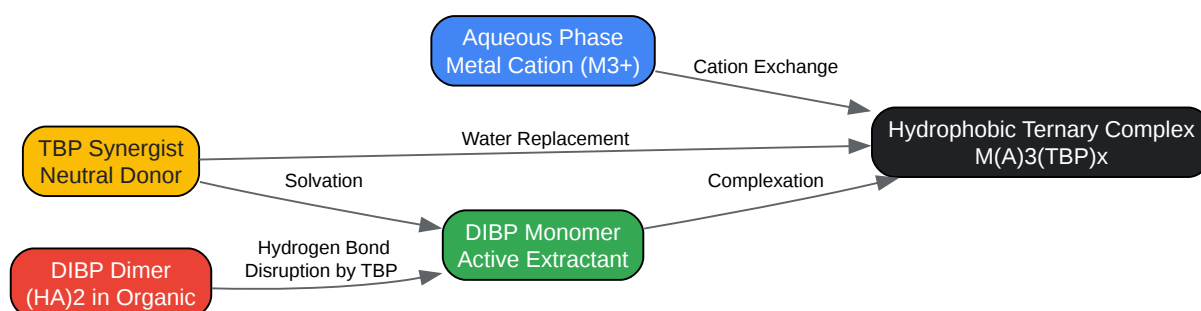 Aqueous Phase
Metal Cation (M3+)
Cation Exchange
Hydrophobic Ternary Complex
M(A)3(TBP)x
TBP Synergist
Neutral Donor
Water Replacement
Solvation
Complexation
DIBP Monomer
Active Extractant
Hydrogen Bond
Disruption by TBP
DIBP Dimer
(HA)2 in Organic